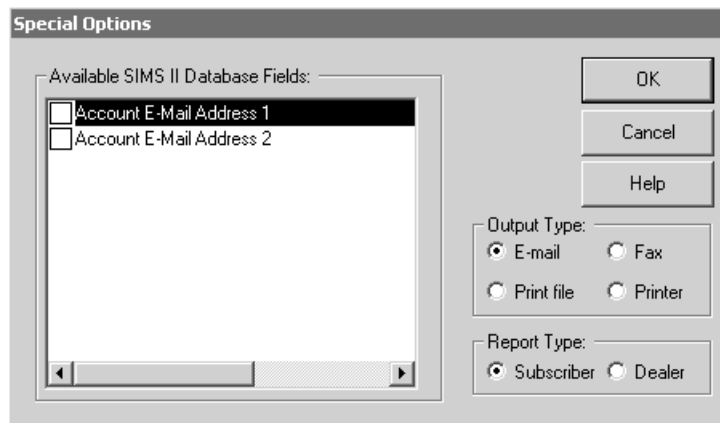 Special Options
Available SIMS II Database Fields:
Account E-Mail Address 1
Account E-Mail Address 2
OK
Cancel
Help
Output Type:
E-mail Fax
Print file Printer
Report Type:
Subscriber Dealer